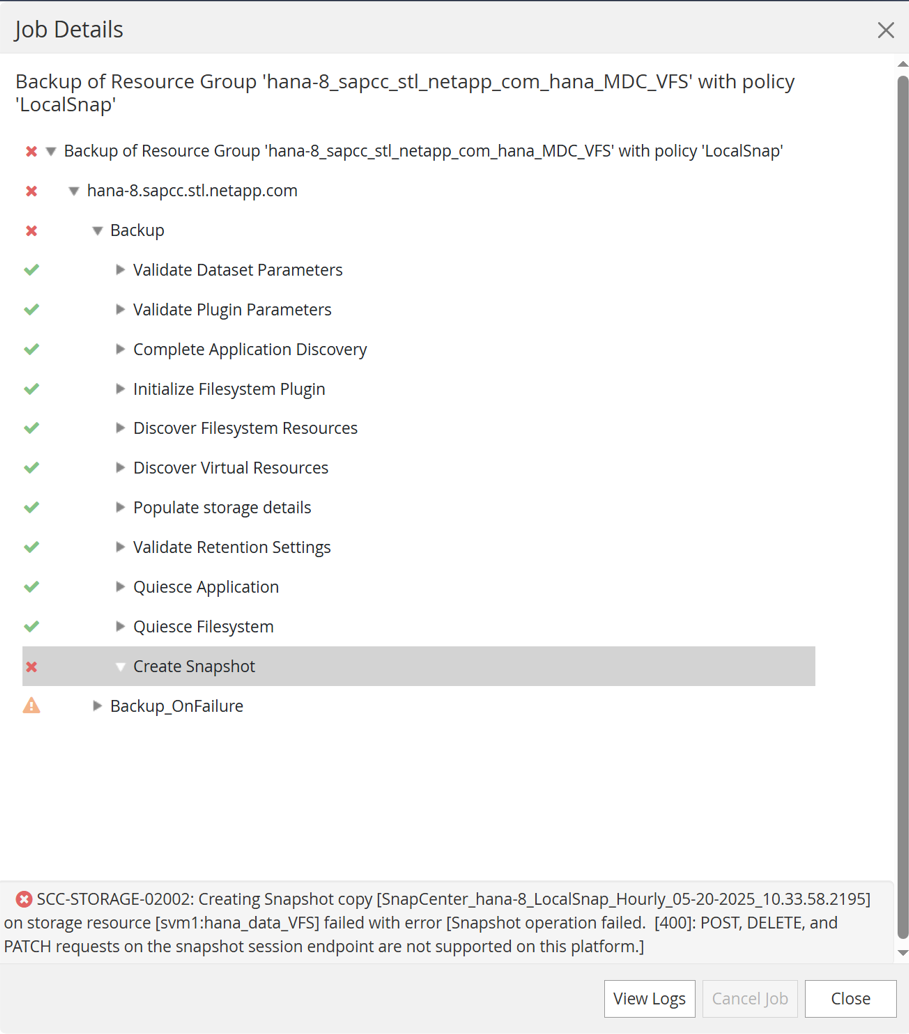 Job Details
Backup of Resource Group 'hana-8_sapcc_stl_netapp_com_hana_MDC_VFS' with policy
'LocalSnap'
Backup of Resource Group 'hana-8_sapcc_stl_netapp_com_hana_MDC_VFS' with policy 'LocalSnap'
hana-8.sapcc.stl.netapp.com
Backup
Validate Dataset Parameters
Validate Plugin Parameters
Complete Application Discovery
Initialize Filesystem Plugin
Discover Filesystem Resources
Discover Virtual Resources
Populate storage details
Validate Retention Settings
Quiesce Application
Quiesce Filesystem
Create Snapshot
Backup_OnFailure
SCC-STORAGE-02002: Creating Snapshot copy [SnapCenter_hana-8_LocalSnap_Hourly_05-20-2025_10.33.58.2195]
on storage resource [svm1:hana_data_VFS] failed with error [Snapshot operation failed.  [400]: POST, DELETE, and
PATCH requests on the snapshot session endpoint are not supported on this platform.]
View Logs
Cancel Job
Close